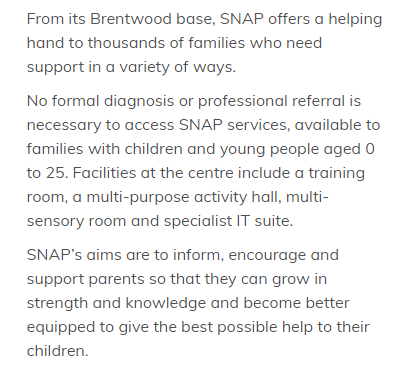 From its Brentwood base, SNAP offers a helping
hand to thousands of families who need
support in a variety of ways.
No formal diagnosis or professional referral is
necessary to access SNAP services, available to
families with children and young people aged 0
to 25. Facilities at the centre include a training
room, a multi-purpose activity hall, multi-
sensory room and specialist IT suite.
SNAP’s aims are to inform, encourage and
support parents so that they can grow in
strength and knowledge and become better
equipped to give the best possible help to their
children.